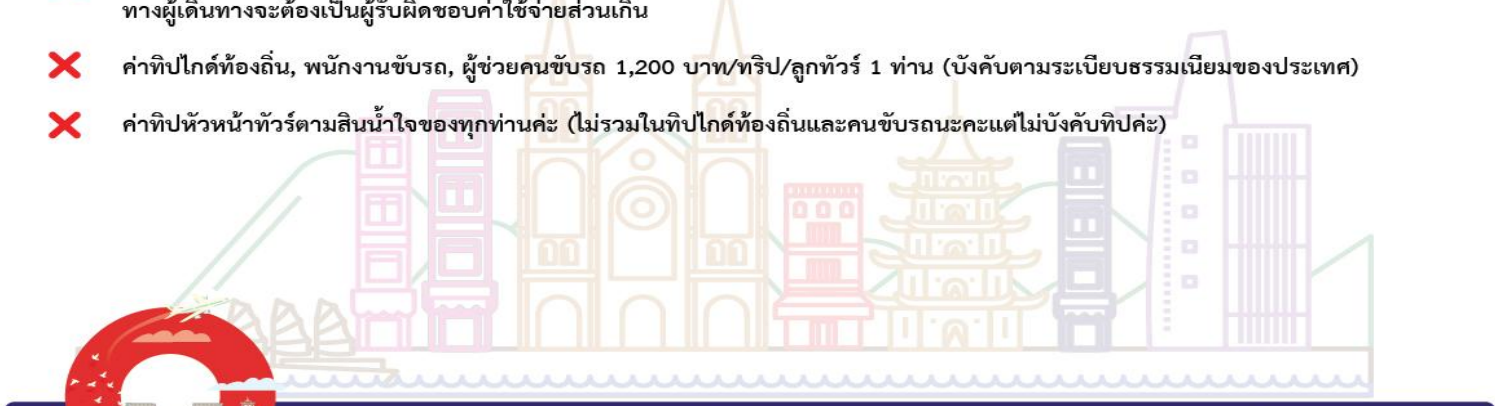 ทางผู้เดินทางจะต้องเป็นผู้รับผิดชอบค่าใช้จ่ายส่วนเกิน
ค่าทิปไกด์ท้องถิ่น, พนักงานขับรถ, ผู้ช่วยคนขับรถ 1,200 บาท/ทริป/ลูกทัวร์ 1 ท่าน (บังคับตามระเบียบธรรมเนียมของประเทศ)
ค่าทิปหัวหน้าทัวร์ตามสินน้ำใจของทุกท่านค่ะ (ไม่รวมในทิปไกด์ท้องถิ่นและคนขับรถนะคะแต่ไม่บังคับทิปค่ะ)